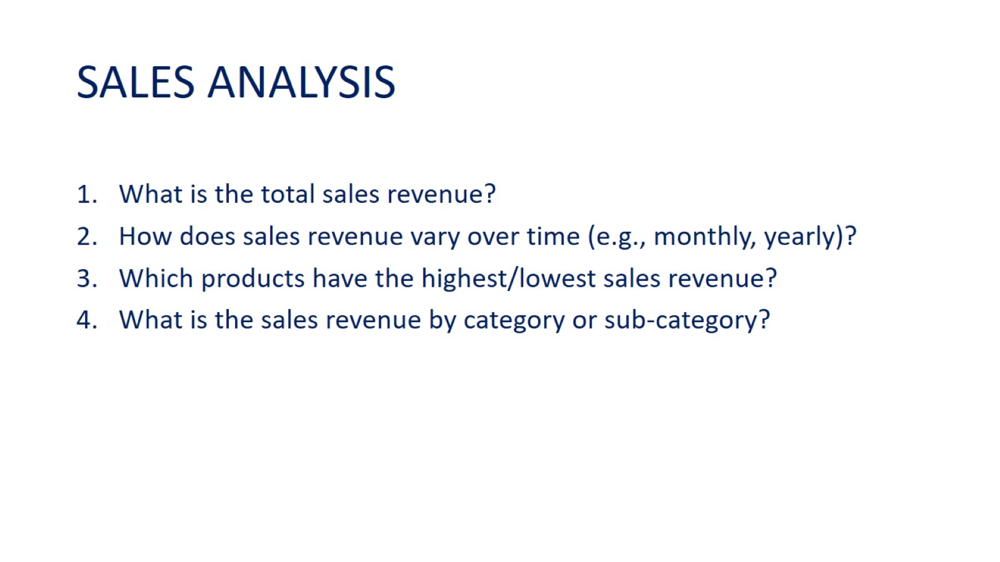 SALES ANALYSIS
1. What is the total sales revenue?
2. How does sales revenue vary over time (e.g., monthly, yearly)?
3. Which products have the highest/lowest sales revenue?
4. What is the sales revenue by category or sub-category?